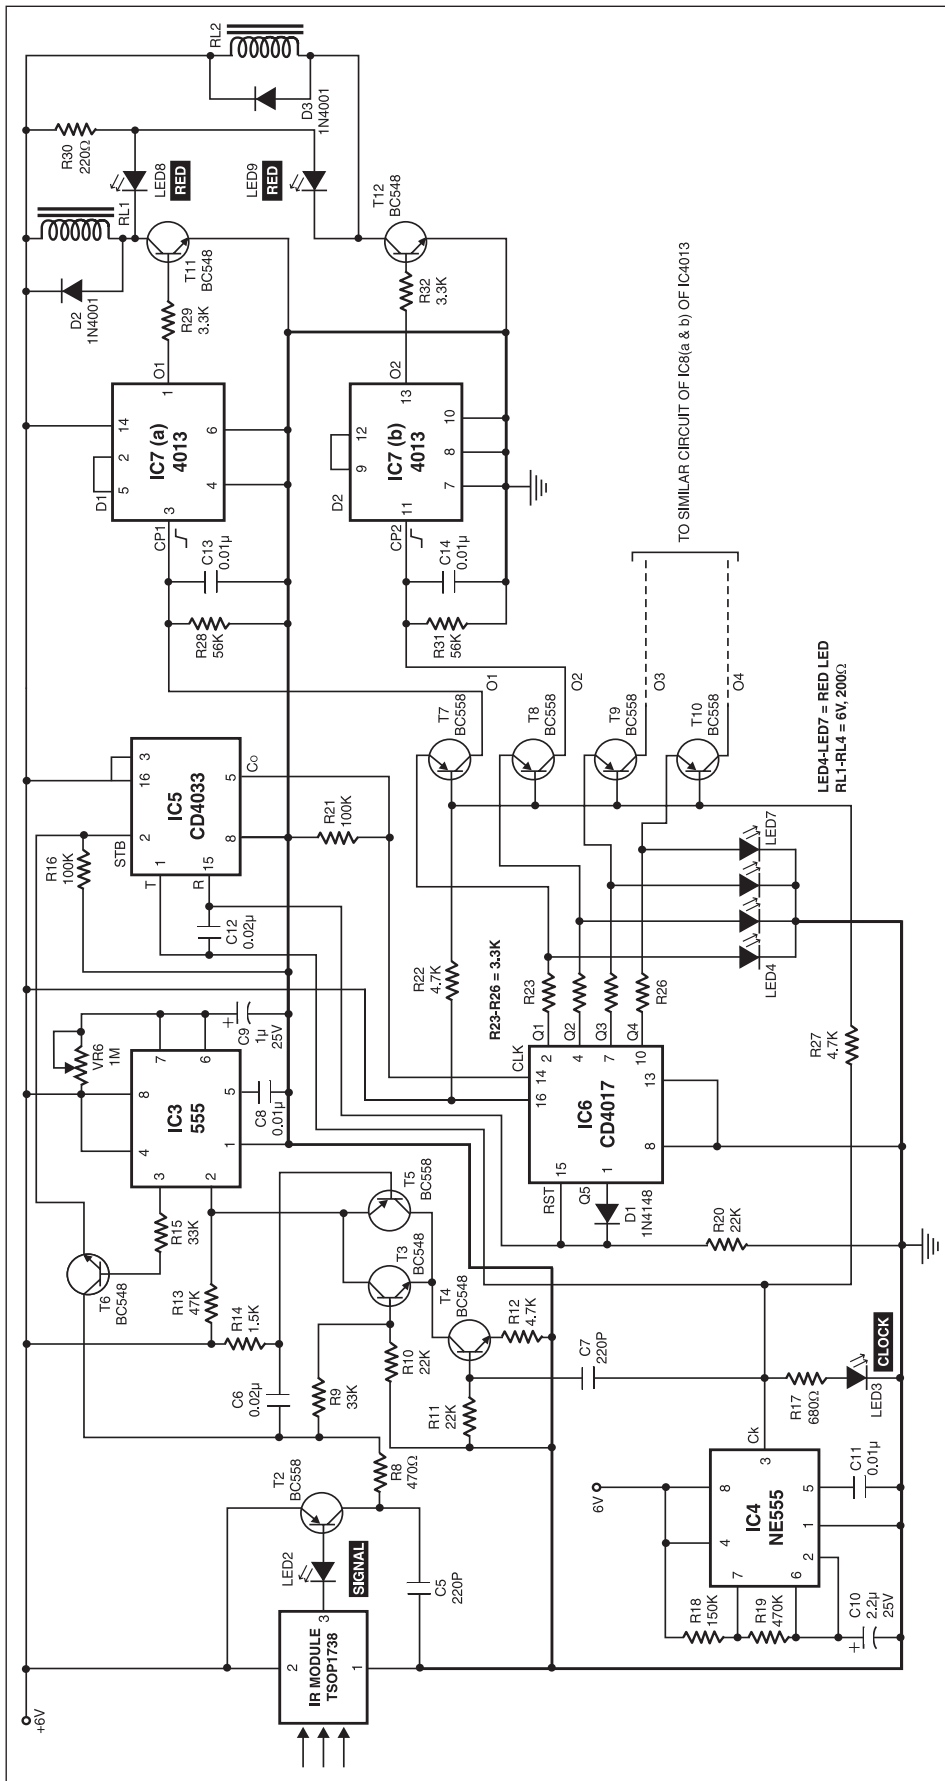 +6V
IR MODULE
TSOP1738
2
3
1
LED2
SIGNAL
T2
BC558
C5
220P
R8
470Ω
C6
0.02µ
R9
33K
R10
22K
R11
22K
R12
4.7K
R13
47K
R14
1.5K
R15
33K
T6
BC548
T3
BC548
T4
BC548
T5
BC558
C7
220P
IC3
555
3
2
4
8
7
6
5
1
VR6
1M
C8
0.01µ
+
C9
1µ
25V
R16
100K
IC5
CD4033
STB
T
R
2
1
15
16
3
8
5
Co
C12
0.02µ
R21
100K
R28
56K
C13
0.01µ
CP1
3
IC7 (a)
4013
D1
5
2
14
4
6
1
O1
R29
3.3K
T11
BC548
D2
1N4001
RL1
R30
220Ω
LED8
RED
RL2
D3
1N4001
LED9
RED
T12
BC548
R32
3.3K
O2
13
IC7 (b)
4013
D2
9
12
7
8
10
11
CP2
C14
0.01µ
R31
56K
T7
BC558
O1
T8
BC558
O2
T9
BC558
O3
T10
BC558
O4
TO SIMILAR CIRCUIT OF IC8(a & b) OF IC4013
LED4-LED7 = RED LED
RL1-RL4 = 6V, 200Ω
R22
4.7K
R23-R26 = 3.3K
R23
R26
Q1
Q2
Q3
Q4
CLK
IC6
CD4017
16
14
2
4
7
10
13
8
15
1
RST
Q5
D1
1N4148
R20
22K
LED4
LED7
R27
4.7K
6V
IC4
NE555
8
4
7
6
2
1
5
3
Ck
R17
680Ω
LED3
CLOCK
R18
150K
R19
470K
C10
2.2µ
25V
+
C11
0.01µ